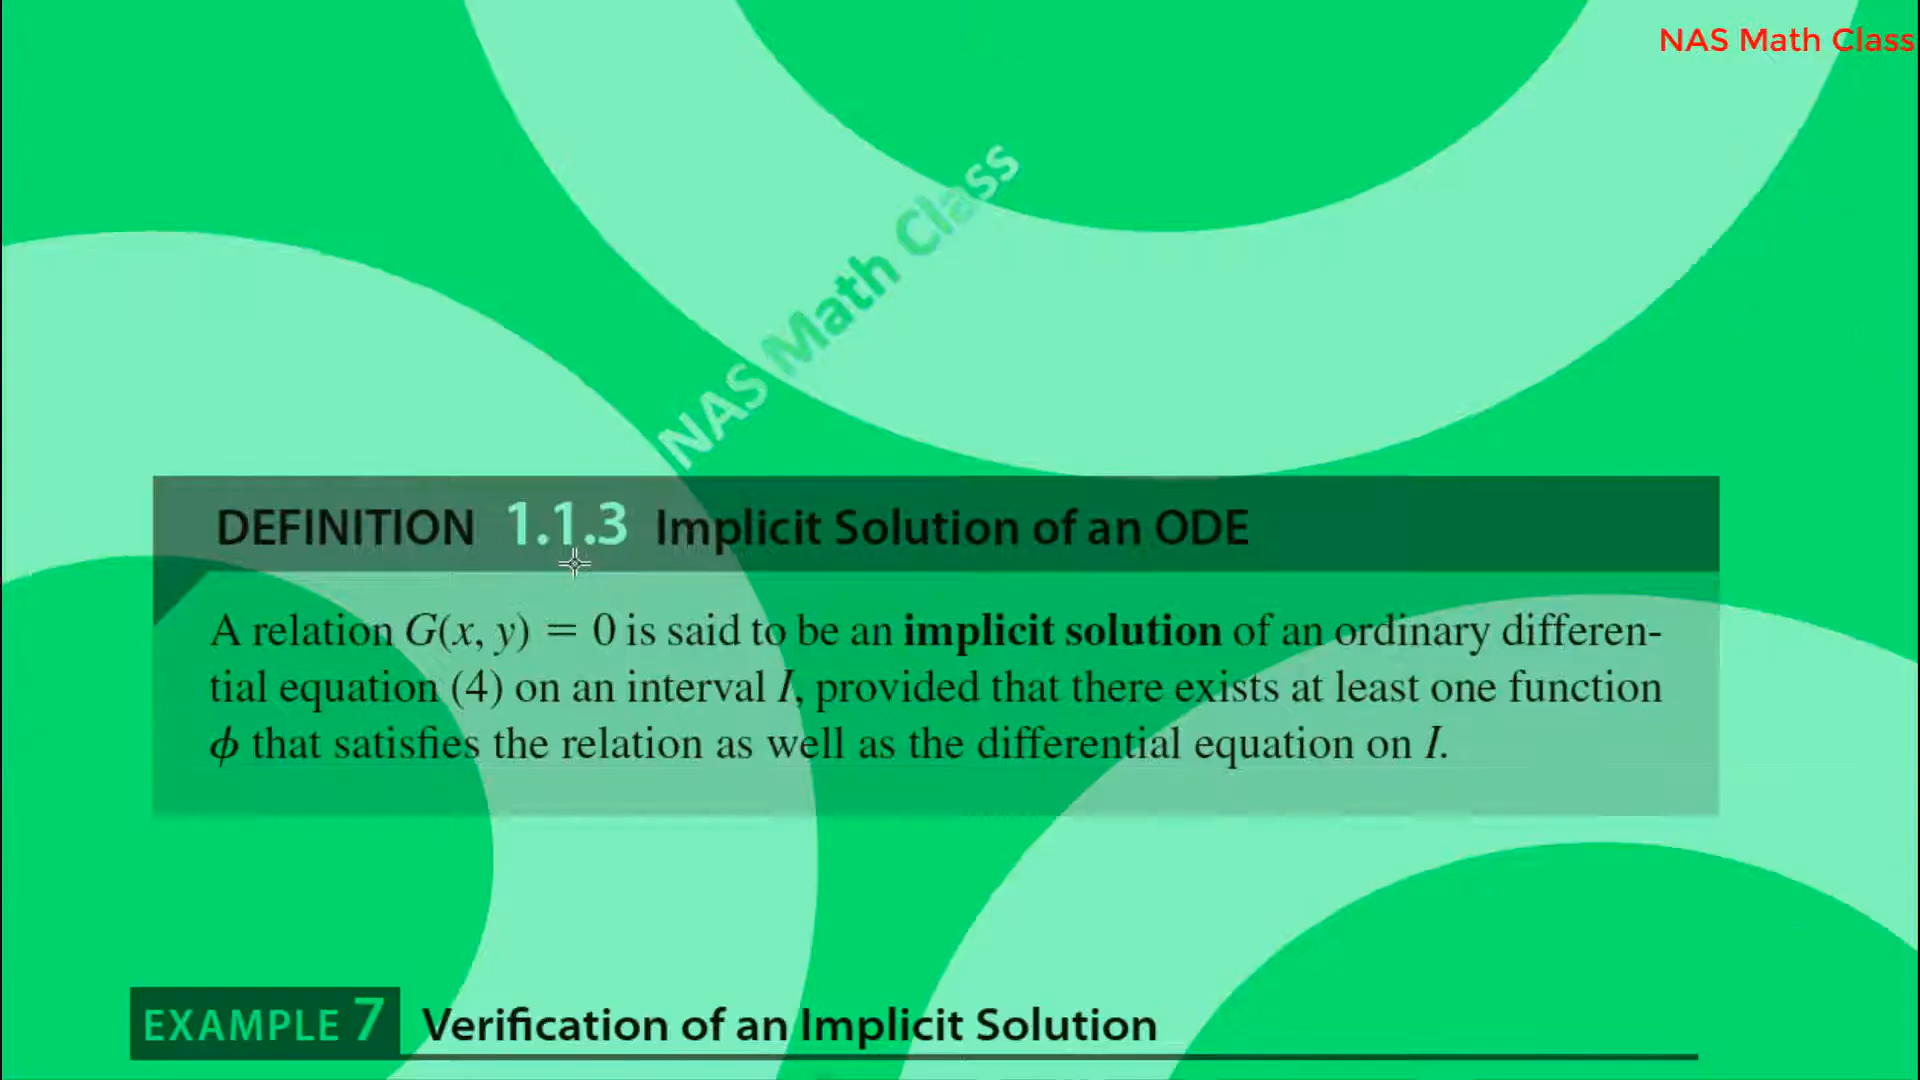 NAS Math Class
NAS Math Class
DEFINITION 1.1.3 Implicit Solution of an ODE
A relation G(x, y) = 0 is said to be an implicit solution of an ordinary differen-
tial equation (4) on an interval I, provided that there exists at least one function
ϕ that satisfies the relation as well as the differential equation on I.
EXAMPLE 7 Verification of an Implicit Solution